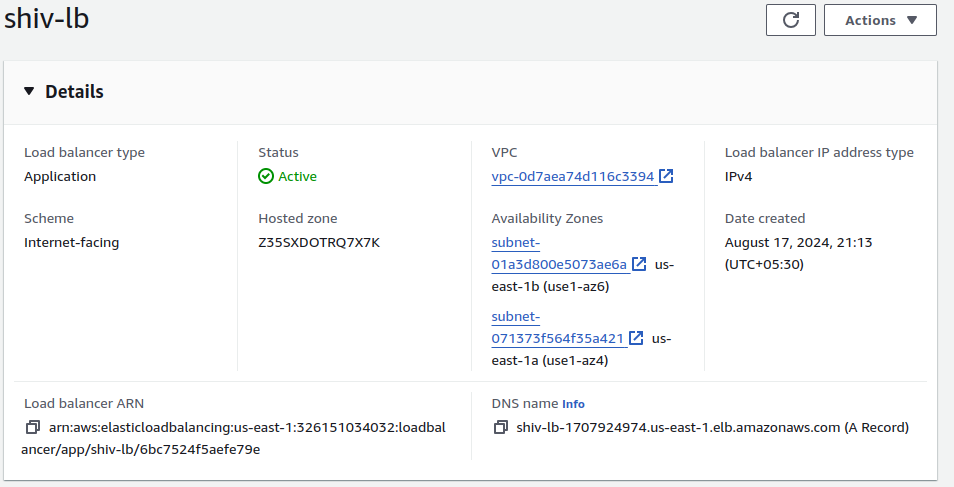 shiv-lb
Actions
Details
Load balancer type
Application
Status
Active
VPC
vpc-0d7aea74d116c3394
Load balancer IP address type
IPv4
Scheme
Internet-facing
Hosted zone
Z35SXDOTRQ7X7K
Availability Zones
subnet-
01a3d800e5073ae6a us-
east-1b (use1-az6)
subnet-
071373f564f35a421 us-
east-1a (use1-az4)
Date created
August 17, 2024, 21:13
(UTC+05:30)
Load balancer ARN
arn:aws:elasticloadbalancing:us-east-1:326151034032:loadbal
ancer/app/shiv-lb/6bc7524f5aefe79e
DNS name Info
shiv-lb-1707924974.us-east-1.elb.amazonaws.com (A Record)